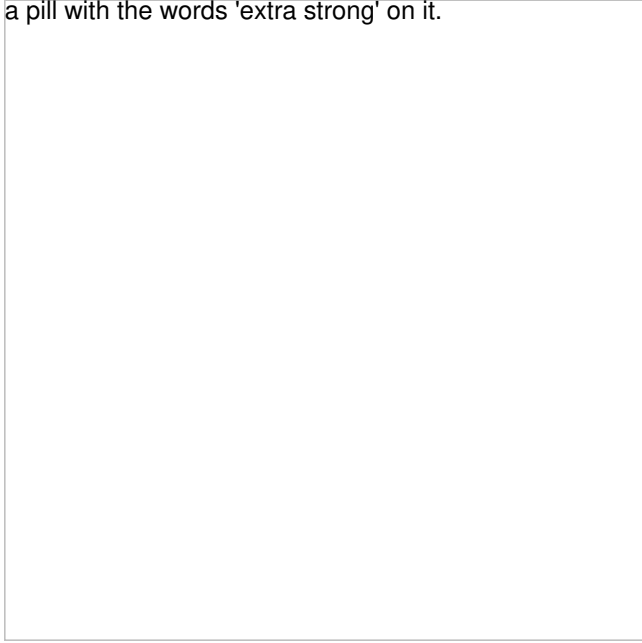 a pill with the words 'extra strong' on it.